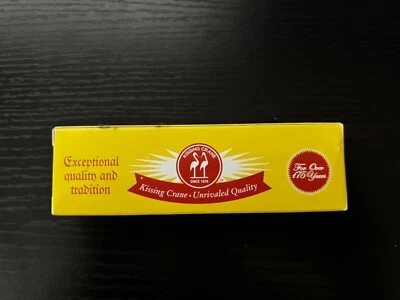 Exceptional
quality and
tradition
KISSING CRANE
SINCE 1834
Kissing Crane • Unrivaled Quality
For Over
175 Years